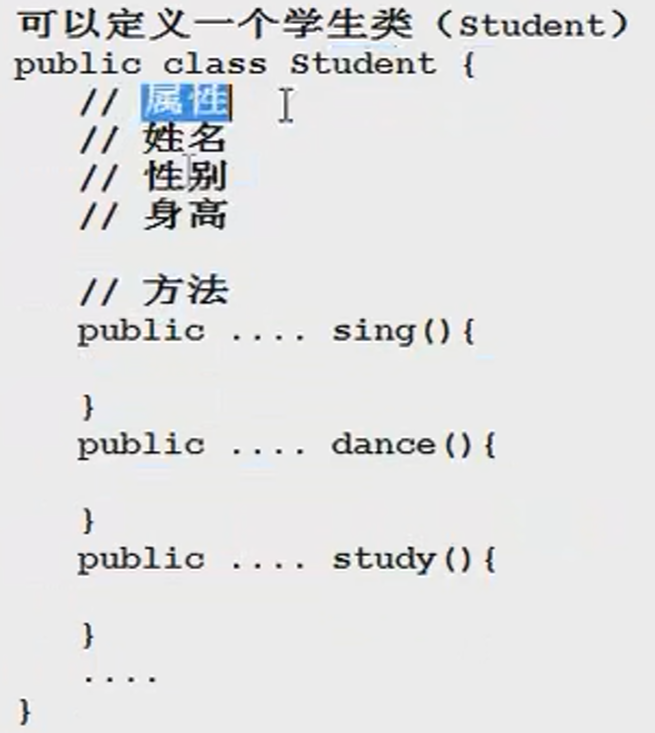 可以定义一个学生类（Student）
public class Student {
// 属性
// 姓名
// 性别
// 身高
// 方法
public .... sing(){
}
public .... dance(){
}
public .... study(){
}
....
}